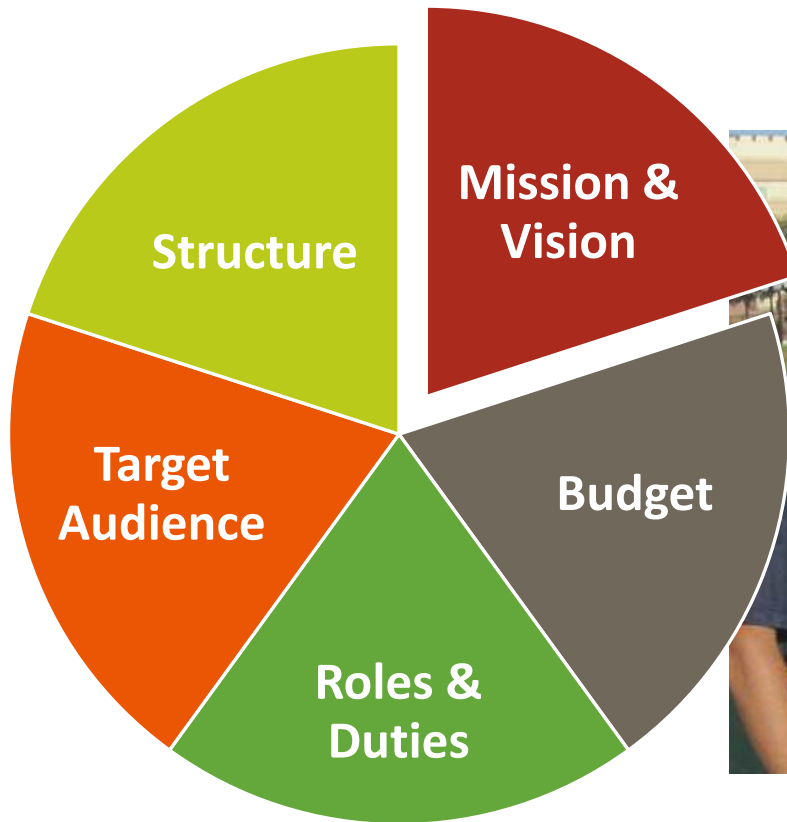 Mission &
Vision
Structure
Target
Audience
Budget
Roles &
Duties